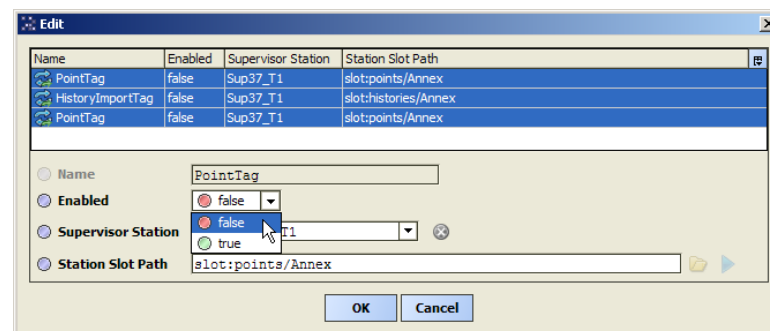 Edit
Name Enabled Supervisor Station Station Slot Path
PointTag false Sup37_T1 slot:points/Annex
HistoryImportTag false Sup37_T1 slot:histories/Annex
PointTag false Sup37_T1 slot:points/Annex
Name PointTag
Enabled false
false
Supervisor Station T1
true
Station Slot Path slot:points/Annex
OK Cancel